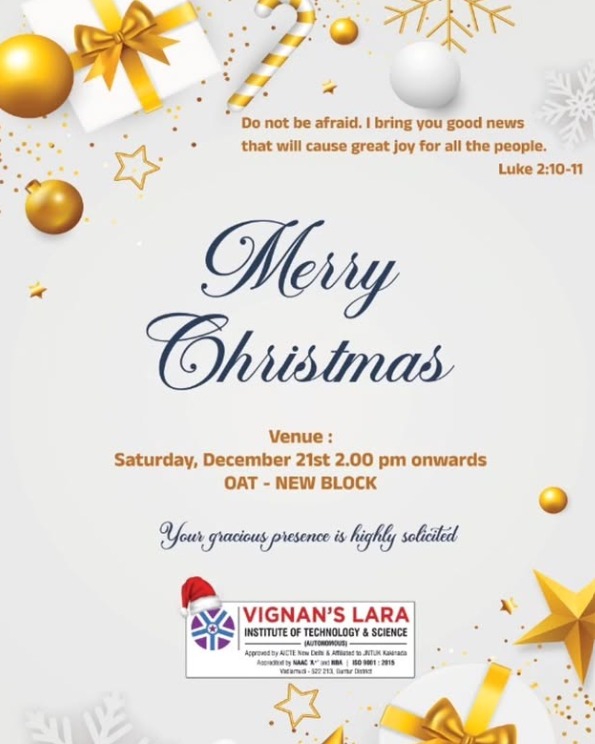 Do not be afraid. I bring you good news
that will cause great joy for all the people.
Luke 2:10-11
Merry
Christmas
Venue :
Saturday, December 21st 2.00 pm onwards
OAT - NEW BLOCK
Your gracious presence is highly solicited
VIGNAN'S LARA
INSTITUTE OF TECHNOLOGY & SCIENCE
(AUTONOMOUS)
Approved by AICTE New Delhi & Affiliated to JNTUK Kakinada
Accredited by NAAC 'A+' and NBA | ISO 9001 : 2015
Vadlamudi - 522 213, Guntur District